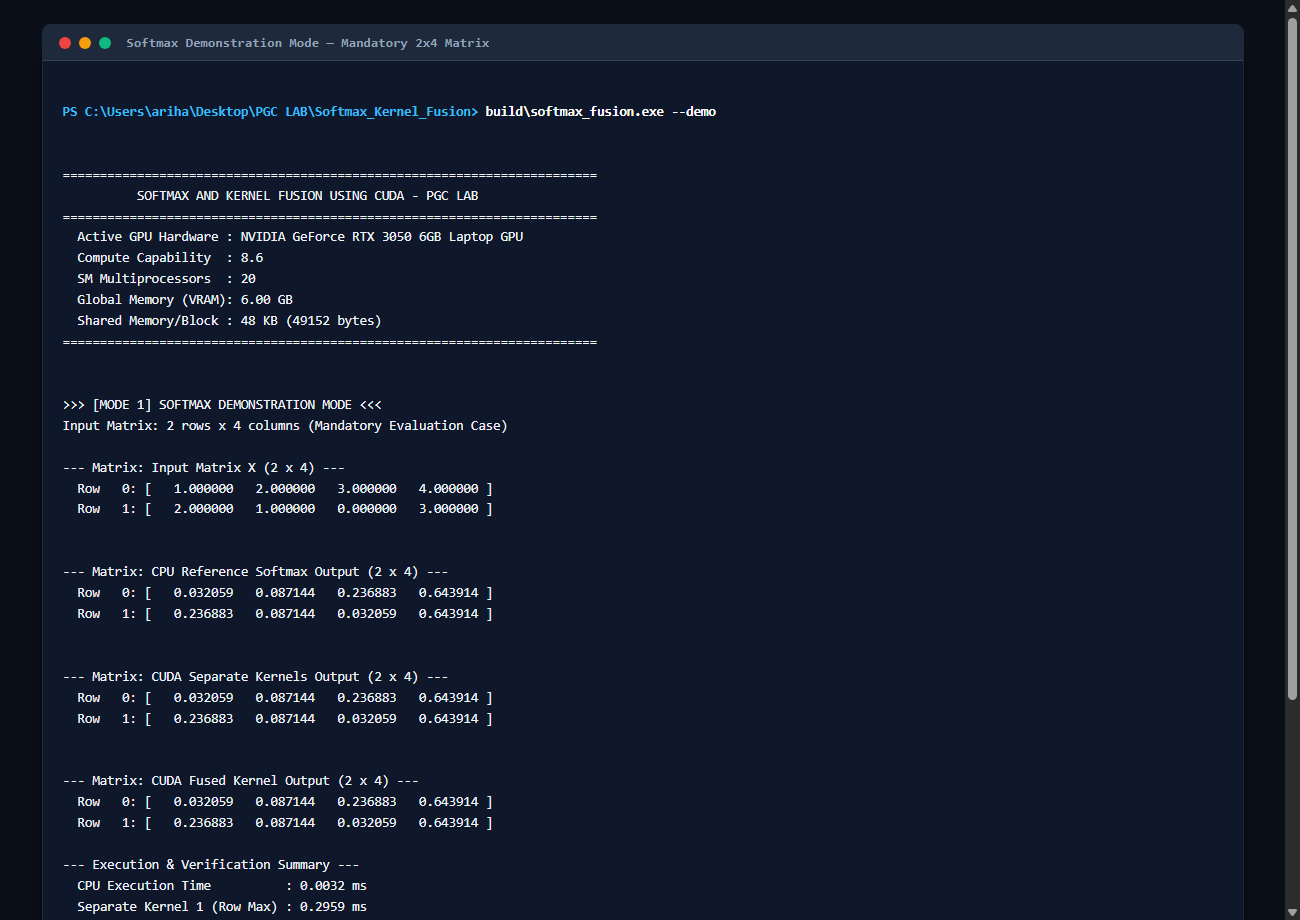 Softmax Demonstration Mode — Mandatory 2x4 Matrix
PS C:\Users\ariha\Desktop\PGC LAB\Softmax_Kernel_Fusion> build\softmax_fusion.exe --demo
========================================================================
SOFTMAX AND KERNEL FUSION USING CUDA - PGC LAB
========================================================================
Active GPU Hardware : NVIDIA GeForce RTX 3050 6GB Laptop GPU
Compute Capability  : 8.6
SM Multiprocessors  : 20
Global Memory (VRAM): 6.00 GB
Shared Memory/Block : 48 KB (49152 bytes)
========================================================================
>>> [MODE 1] SOFTMAX DEMONSTRATION MODE <<<
Input Matrix: 2 rows x 4 columns (Mandatory Evaluation Case)
--- Matrix: Input Matrix X (2 x 4) ---
Row   0: [   1.000000   2.000000   3.000000   4.000000 ]
Row   1: [   2.000000   1.000000   0.000000   3.000000 ]
--- Matrix: CPU Reference Softmax Output (2 x 4) ---
Row   0: [   0.032059   0.087144   0.236883   0.643914 ]
Row   1: [   0.236883   0.087144   0.032059   0.643914 ]
--- Matrix: CUDA Separate Kernels Output (2 x 4) ---
Row   0: [   0.032059   0.087144   0.236883   0.643914 ]
Row   1: [   0.236883   0.087144   0.032059   0.643914 ]
--- Matrix: CUDA Fused Kernel Output (2 x 4) ---
Row   0: [   0.032059   0.087144   0.236883   0.643914 ]
Row   1: [   0.236883   0.087144   0.032059   0.643914 ]
--- Execution & Verification Summary ---
CPU Execution Time          : 0.0032 ms
Separate Kernel 1 (Row Max) : 0.2959 ms